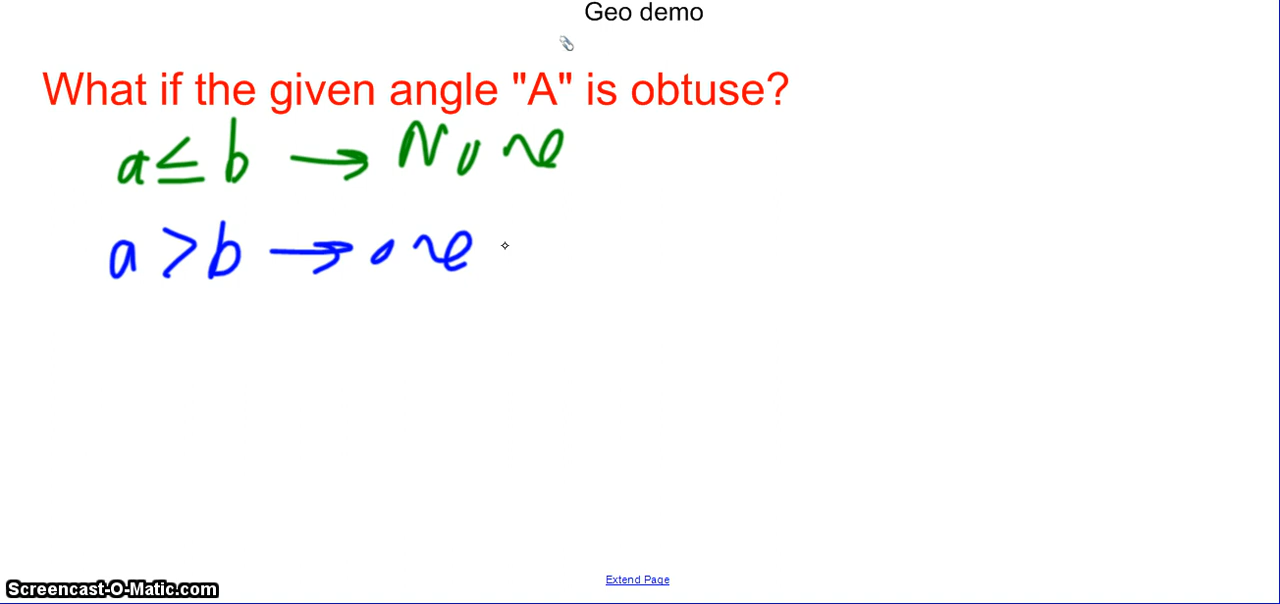 Geo demo
What if the given angle "A" is obtuse?
a ≤ b → None
a > b → one
Extend Page
Screencast-O-Matic.com